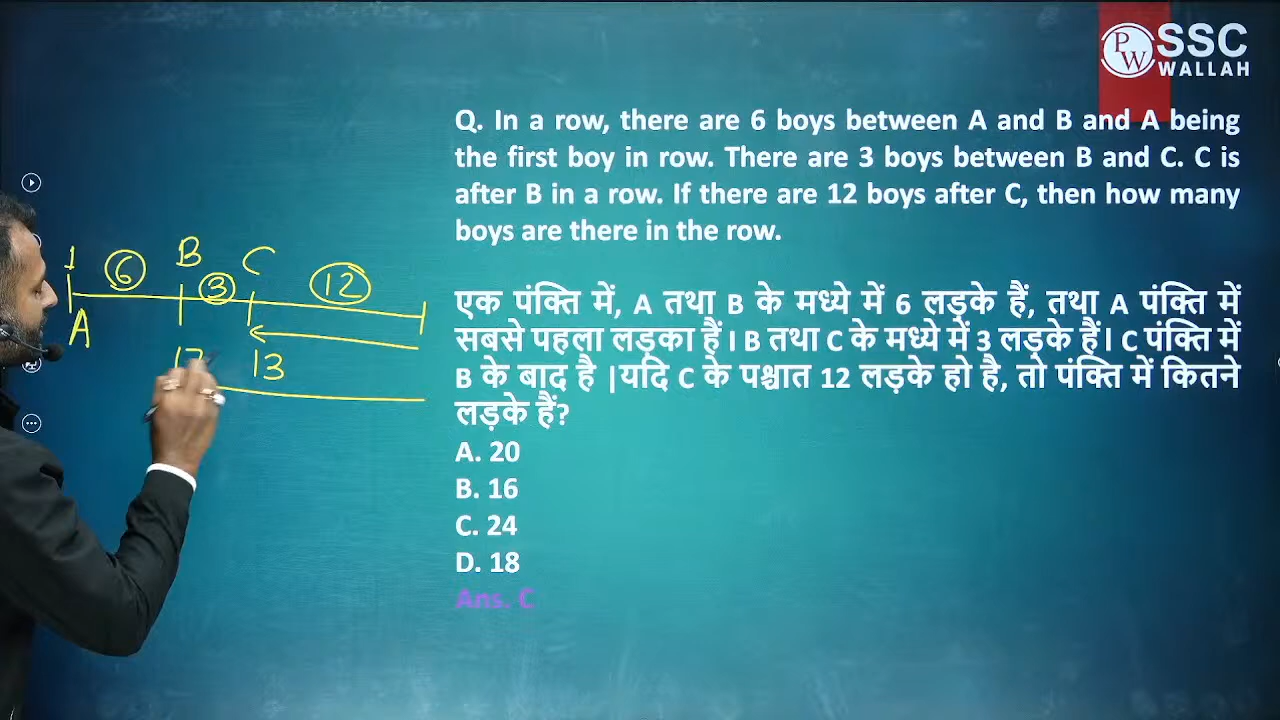 PW SSC
WALLAH
Q. In a row, there are 6 boys between A and B and A being
the first boy in row. There are 3 boys between B and C. C is
after B in a row. If there are 12 boys after C, then how many
boys are there in the row.
1 6 B 3 C 12
A
13
एक पंक्ति में, A तथा B के मध्ये में 6 लड़के हैं, तथा A पंक्ति में
सबसे पहला लड़का हैं । B तथा C के मध्ये में 3 लड़के हैं। C पंक्ति में
B के बाद है |यदि C के पश्चात 12 लड़के हो है, तो पंक्ति में कितने
लड़के हैं?
A. 20
B. 16
C. 24
D. 18
Ans. C